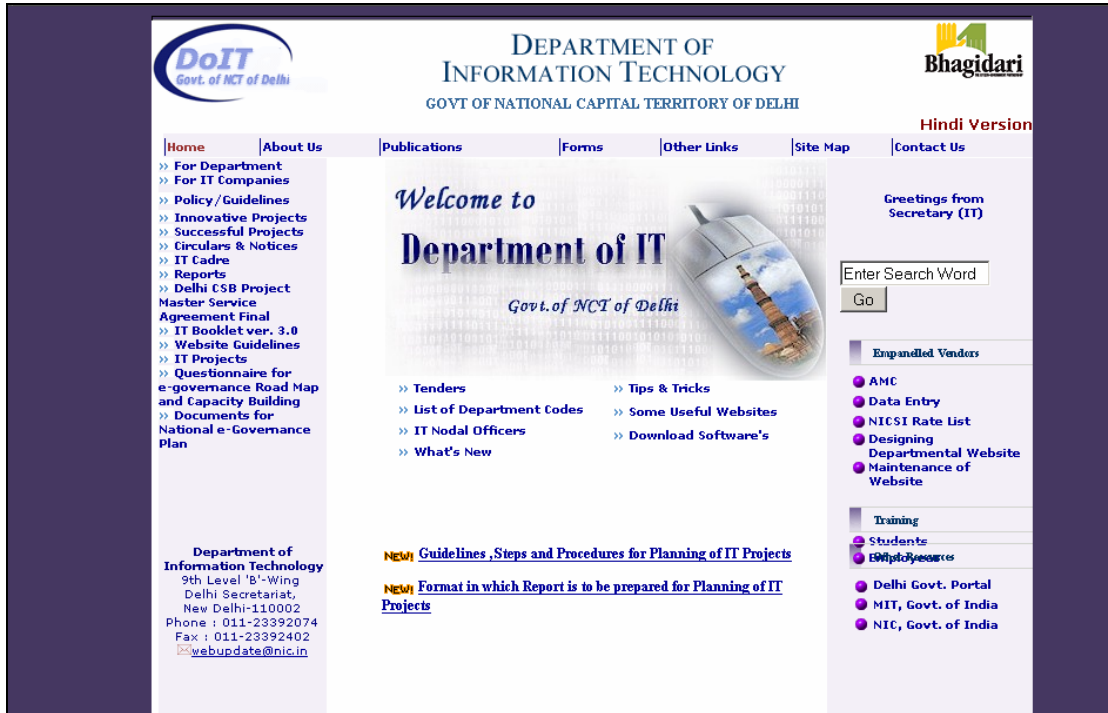 DoIT
Govt. of NCT of Delhi
DEPARTMENT OF
INFORMATION TECHNOLOGY
GOVT OF NATIONAL CAPITAL TERRITORY OF DELHI
Bhagidari
Hindi Version
Home
About Us
Publications
Forms
Other Links
Site Map
Contact Us
» For Department
» For IT Companies
» Policy/Guidelines
» Innovative Projects
» Successful Projects
» Circulars & Notices
» IT Cadre
» Reports
» Delhi CSB Project
Master Service
Agreement Final
» IT Booklet ver. 3.0
» Website Guidelines
» IT Projects
» Questionnaire for
e-governance Road Map
and Capacity Building
» Documents for
National e-Governance
Plan
Department of
Information Technology
9th Level 'B'-Wing
Delhi Secretariat,
New Delhi-110002
Phone : 011-23392074
Fax : 011-23392402
webupdate@nic.in
Welcome to
Department of IT
Govt.of NCT of Delhi
» Tenders
» List of Department Codes
» IT Nodal Officers
» What's New
» Tips & Tricks
» Some Useful Websites
» Download Software's
NEW! Guidelines ,Steps and Procedures for Planning of IT Projects
NEW! Format in which Report is to be prepared for Planning of IT
Projects
Greetings from
Secretary (IT)
Enter Search Word
Go
Empanelled Vendors
AMC
Data Entry
NICSI Rate List
Designing
Departmental Website
Maintenance of
Website
Training
Students
Employees
Other Resources
Delhi Govt. Portal
MIT, Govt. of India
NIC, Govt. of India